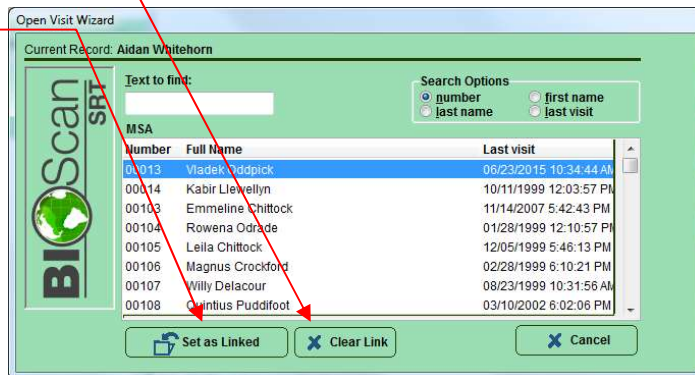 Open Visit Wizard
Current Record: Aidan Whitehorn
BIOScan
SRT
Text to find:
Search Options
number
first name
last name
last visit
MSA
Number Full Name Last visit
00013 Vladek Oddpick 06/23/2015 10:34:44 AM
00014 Kabir Llewellyn 10/11/1999 12:03:57 PM
00103 Emmeline Chittock 11/14/2007 5:42:43 PM
00104 Rowena Odrade 01/28/1999 12:10:57 PM
00105 Leila Chittock 12/05/1999 5:46:13 PM
00106 Magnus Crockford 02/28/1999 6:10:21 PM
00107 Willy Delacour 08/23/1999 10:31:56 AM
00108 Quintius Puddifoot 03/10/2002 6:02:06 PM
Set as Linked
Clear Link
Cancel